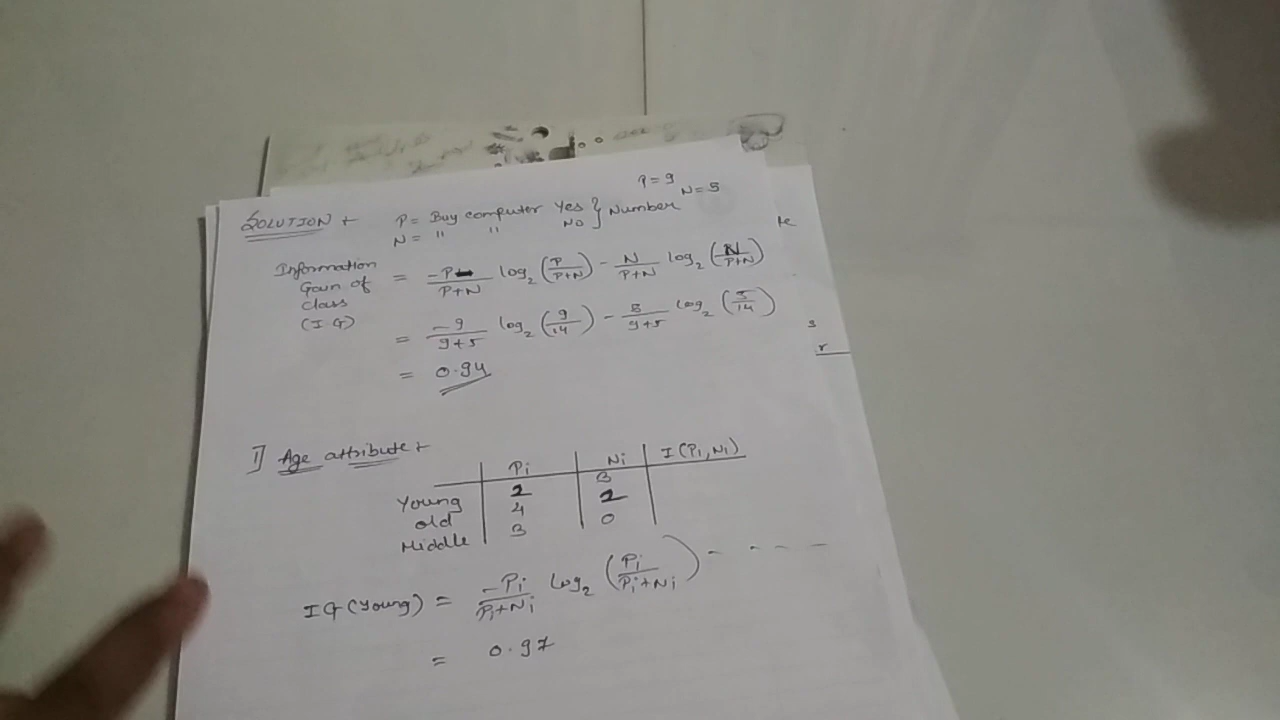 P=9
N=5
SOLUTION :- P = Buy computer Yes } Number
N = " " NO
Information Gain of class (I.G) = -P/P+N log₂ (P/P+N) - N/P+N log₂ (N/P+N)
= -9/9+5 log₂ (9/14) - 5/9+5 log₂ (5/14)
= 0.94
1] Age attribute :-
Pi Ni I(Pi,Ni)
Young 2 3
old 4 2
Middle 3 0
IG (Young) = -Pi/Pi+Ni log₂ (Pi/Pi+Ni) - - - -
= 0.97